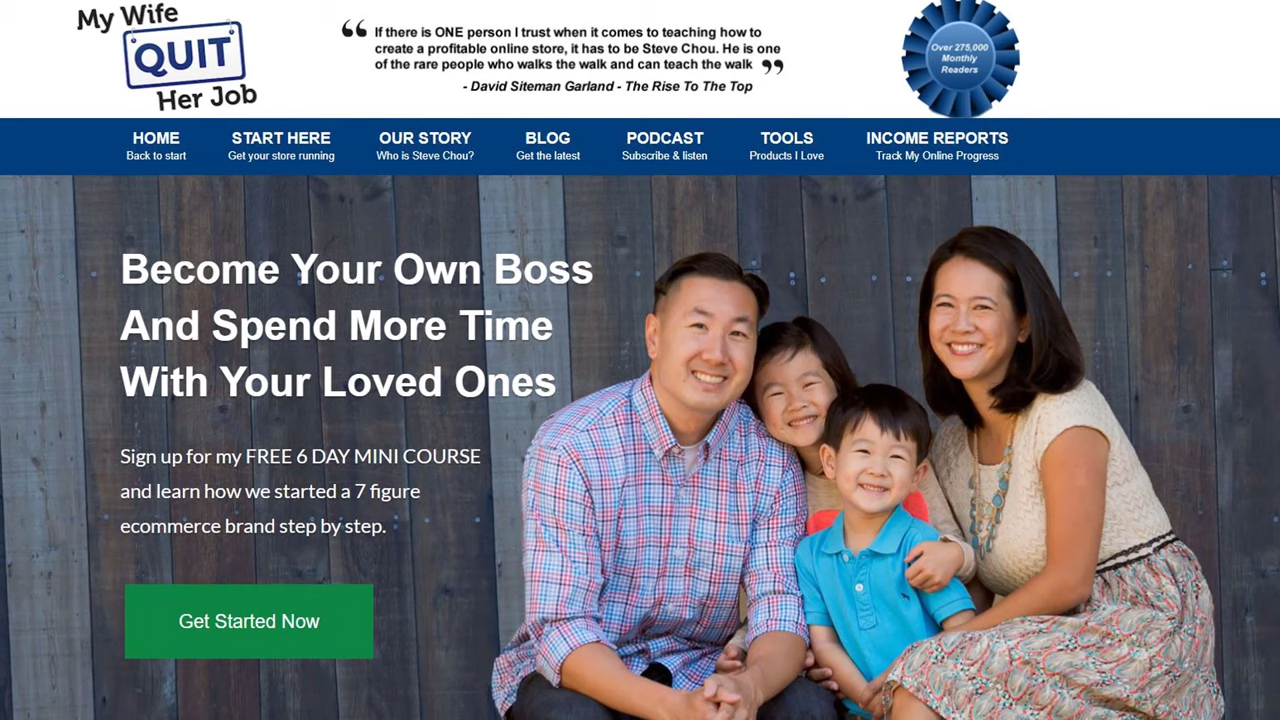 My Wife
QUIT
Her Job
“ If there is ONE person I trust when it comes to teaching how to
create a profitable online store, it has to be Steve Chou. He is one
of the rare people who walks the walk and can teach the walk ”
- David Siteman Garland - The Rise To The Top
Over 275,000
Monthly
Readers
HOME
Back to start
START HERE
Get your store running
OUR STORY
Who is Steve Chou?
BLOG
Get the latest
PODCAST
Subscribe & listen
TOOLS
Products I Love
INCOME REPORTS
Track My Online Progress
Become Your Own Boss
And Spend More Time
With Your Loved Ones
Sign up for my FREE 6 DAY MINI COURSE
and learn how we started a 7 figure
ecommerce brand step by step.
Get Started Now